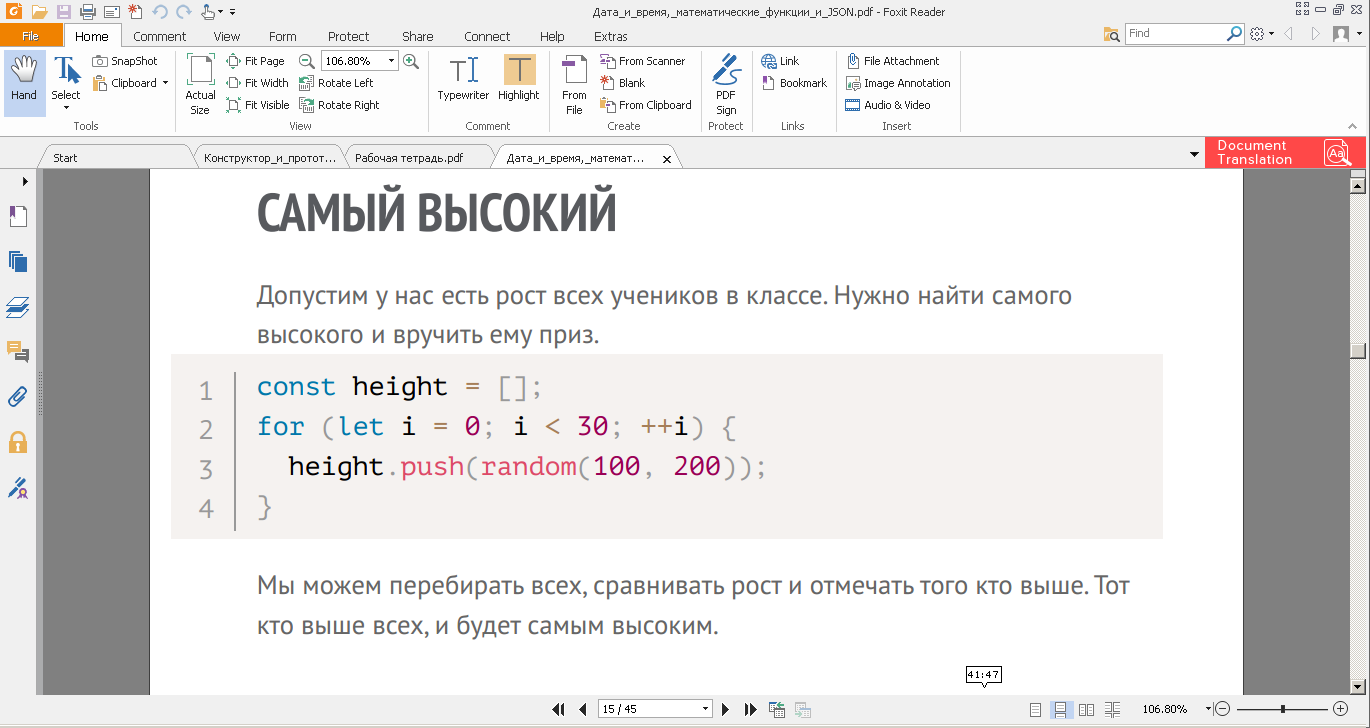 Дата_и_время,_математические_функции_и_JSON.pdf - Foxit Reader
File Home Comment View Form Protect Share Connect Help Extras Find
SnapShot Fit Page 106.80% From Scanner Link File Attachment
Clipboard Fit Width Rotate Left Blank Bookmark Image Annotation
Fit Visible Rotate Right From Clipboard Audio & Video
Hand Select Actual Size Typewriter Highlight From File PDF Sign
Tools View Comment Create Protect Links Insert
Start Конструктор_и_протот... Рабочая тетрадь.pdf Дата_и_время,_математ... Document Translation Aa
САМЫЙ ВЫСОКИЙ
Допустим у нас есть рост всех учеников в классе. Нужно найти самого
высокого и вручить ему приз.
1 const height = [];
2 for (let i = 0; i < 30; ++i) {
3 height.push(random(100, 200));
4 }
Мы можем перебирать всех, сравнивать рост и отмечать того кто выше. Тот
кто выше всех, и будет самым высоким.
41:47
15 / 45 106.80%